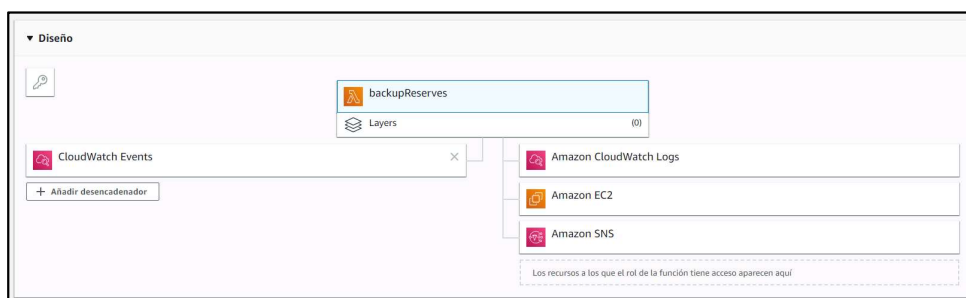 ▼ Diseño
backupReserves
Layers (0)
CloudWatch Events
+ Añadir desencadenador
Amazon CloudWatch Logs
Amazon EC2
Amazon SNS
Los recursos a los que el rol de la función tiene acceso aparecen aquí